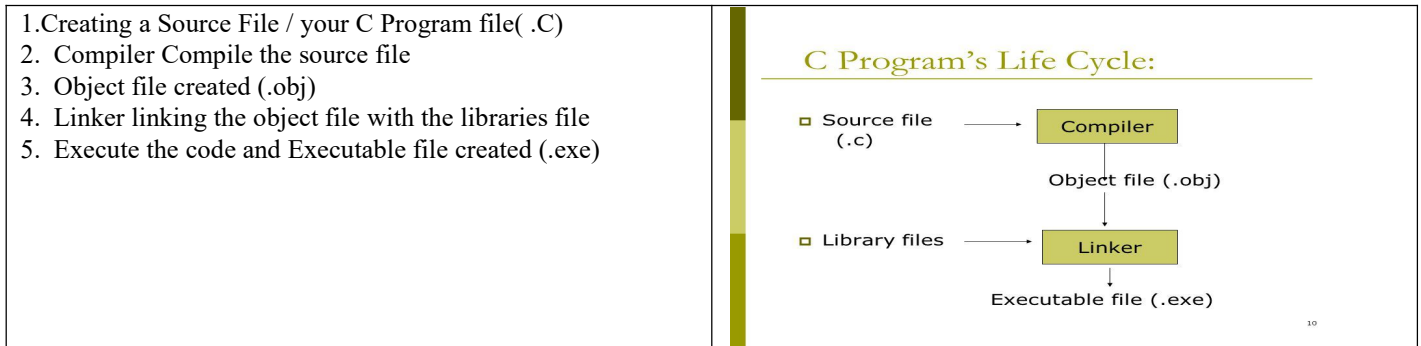 1.Creating a Source File / your C Program file( .C)
2. Compiler Compile the source file
3. Object file created (.obj)
4. Linker linking the object file with the libraries file
5. Execute the code and Executable file created (.exe)
C Program's Life Cycle:
Source file
(.c)
Compiler
Object file (.obj)
Library files
Linker
Executable file (.exe)
10